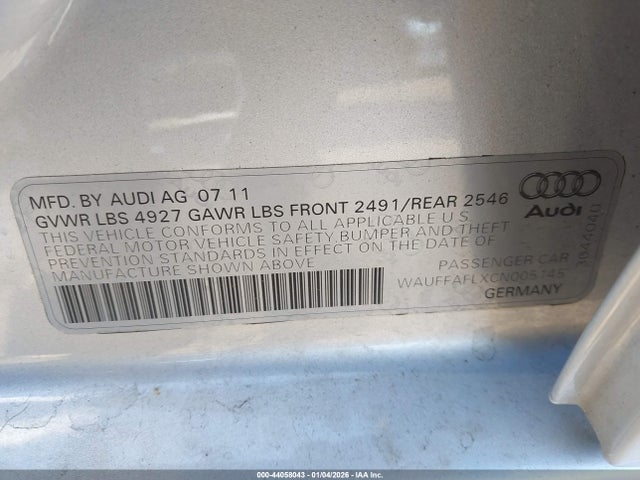 MFD. BY AUDI AG 07 11
GVWR LBS 4927 GAWR LBS FRONT 2491/REAR 2546
THIS VEHICLE CONFORMS TO ALL APPLICABLE U S
FEDERAL MOTOR VEHICLE SAFETY BUMPER AND THEFT
PREVENTION STANDARDS IN EFFECT ON THE DATE OF
MANUFACTURE SHOWN ABOVE
Audi
PASSENGER CAR
WAUFFAFLXCN005145
GERMANY
3644040
000-44058043 - 01/04/2026 - IAA Inc.